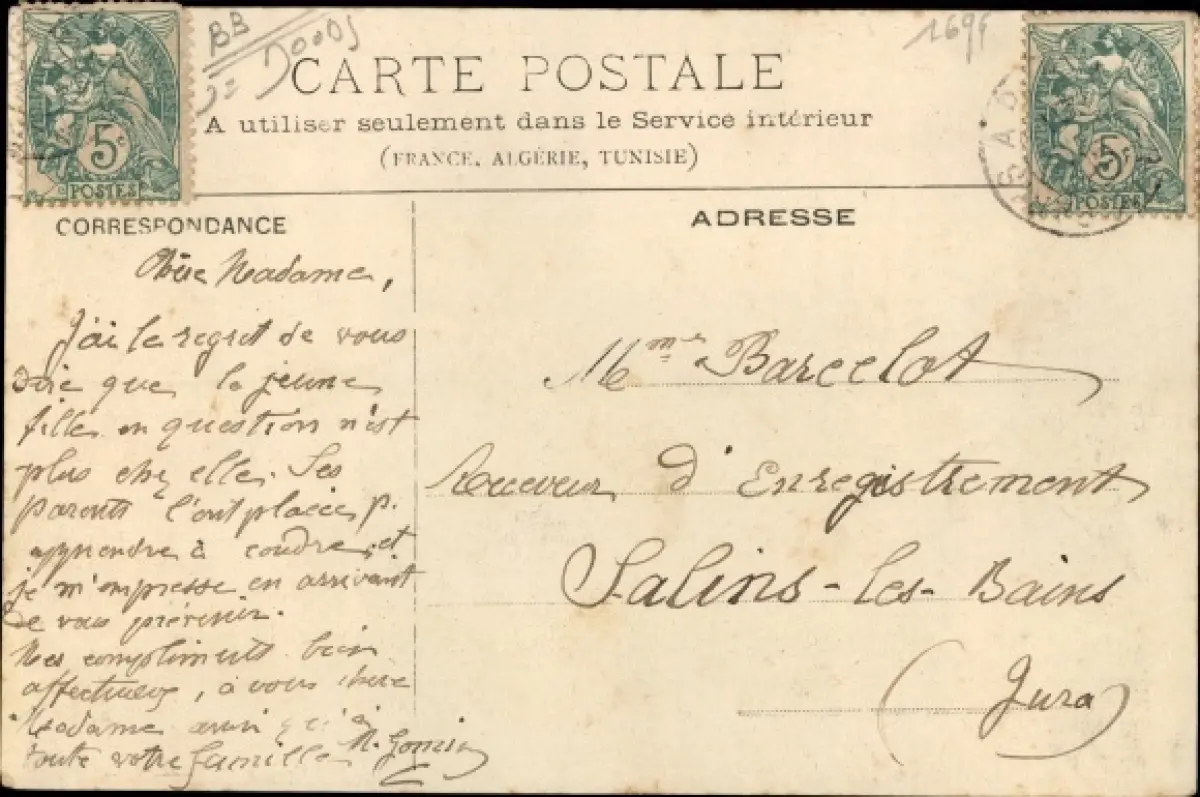 5c
POSTES
BB
Doubs
CARTE POSTALE
1694
5c
POSTES
A utiliser seulement dans le Service intérieur
(FRANCE, ALGÉRIE, TUNISIE)
CORRESPONDANCE
Chère Madame,
J'ai le regret de vous
dire que la jeune
fille en question n'est
plus chez elle. Ses
parents l'ont placée p.
apprendre à coudre, et
je m'empresse en arrivant
de vous prévenir.
Mes compliments bien
affectueux, à vous chère
Madame ainsi qu'à
toute votre famille
ADRESSE
Mme Barcelot
Receveur d'Enregistrement
Salins-les-Bains
(Jura)